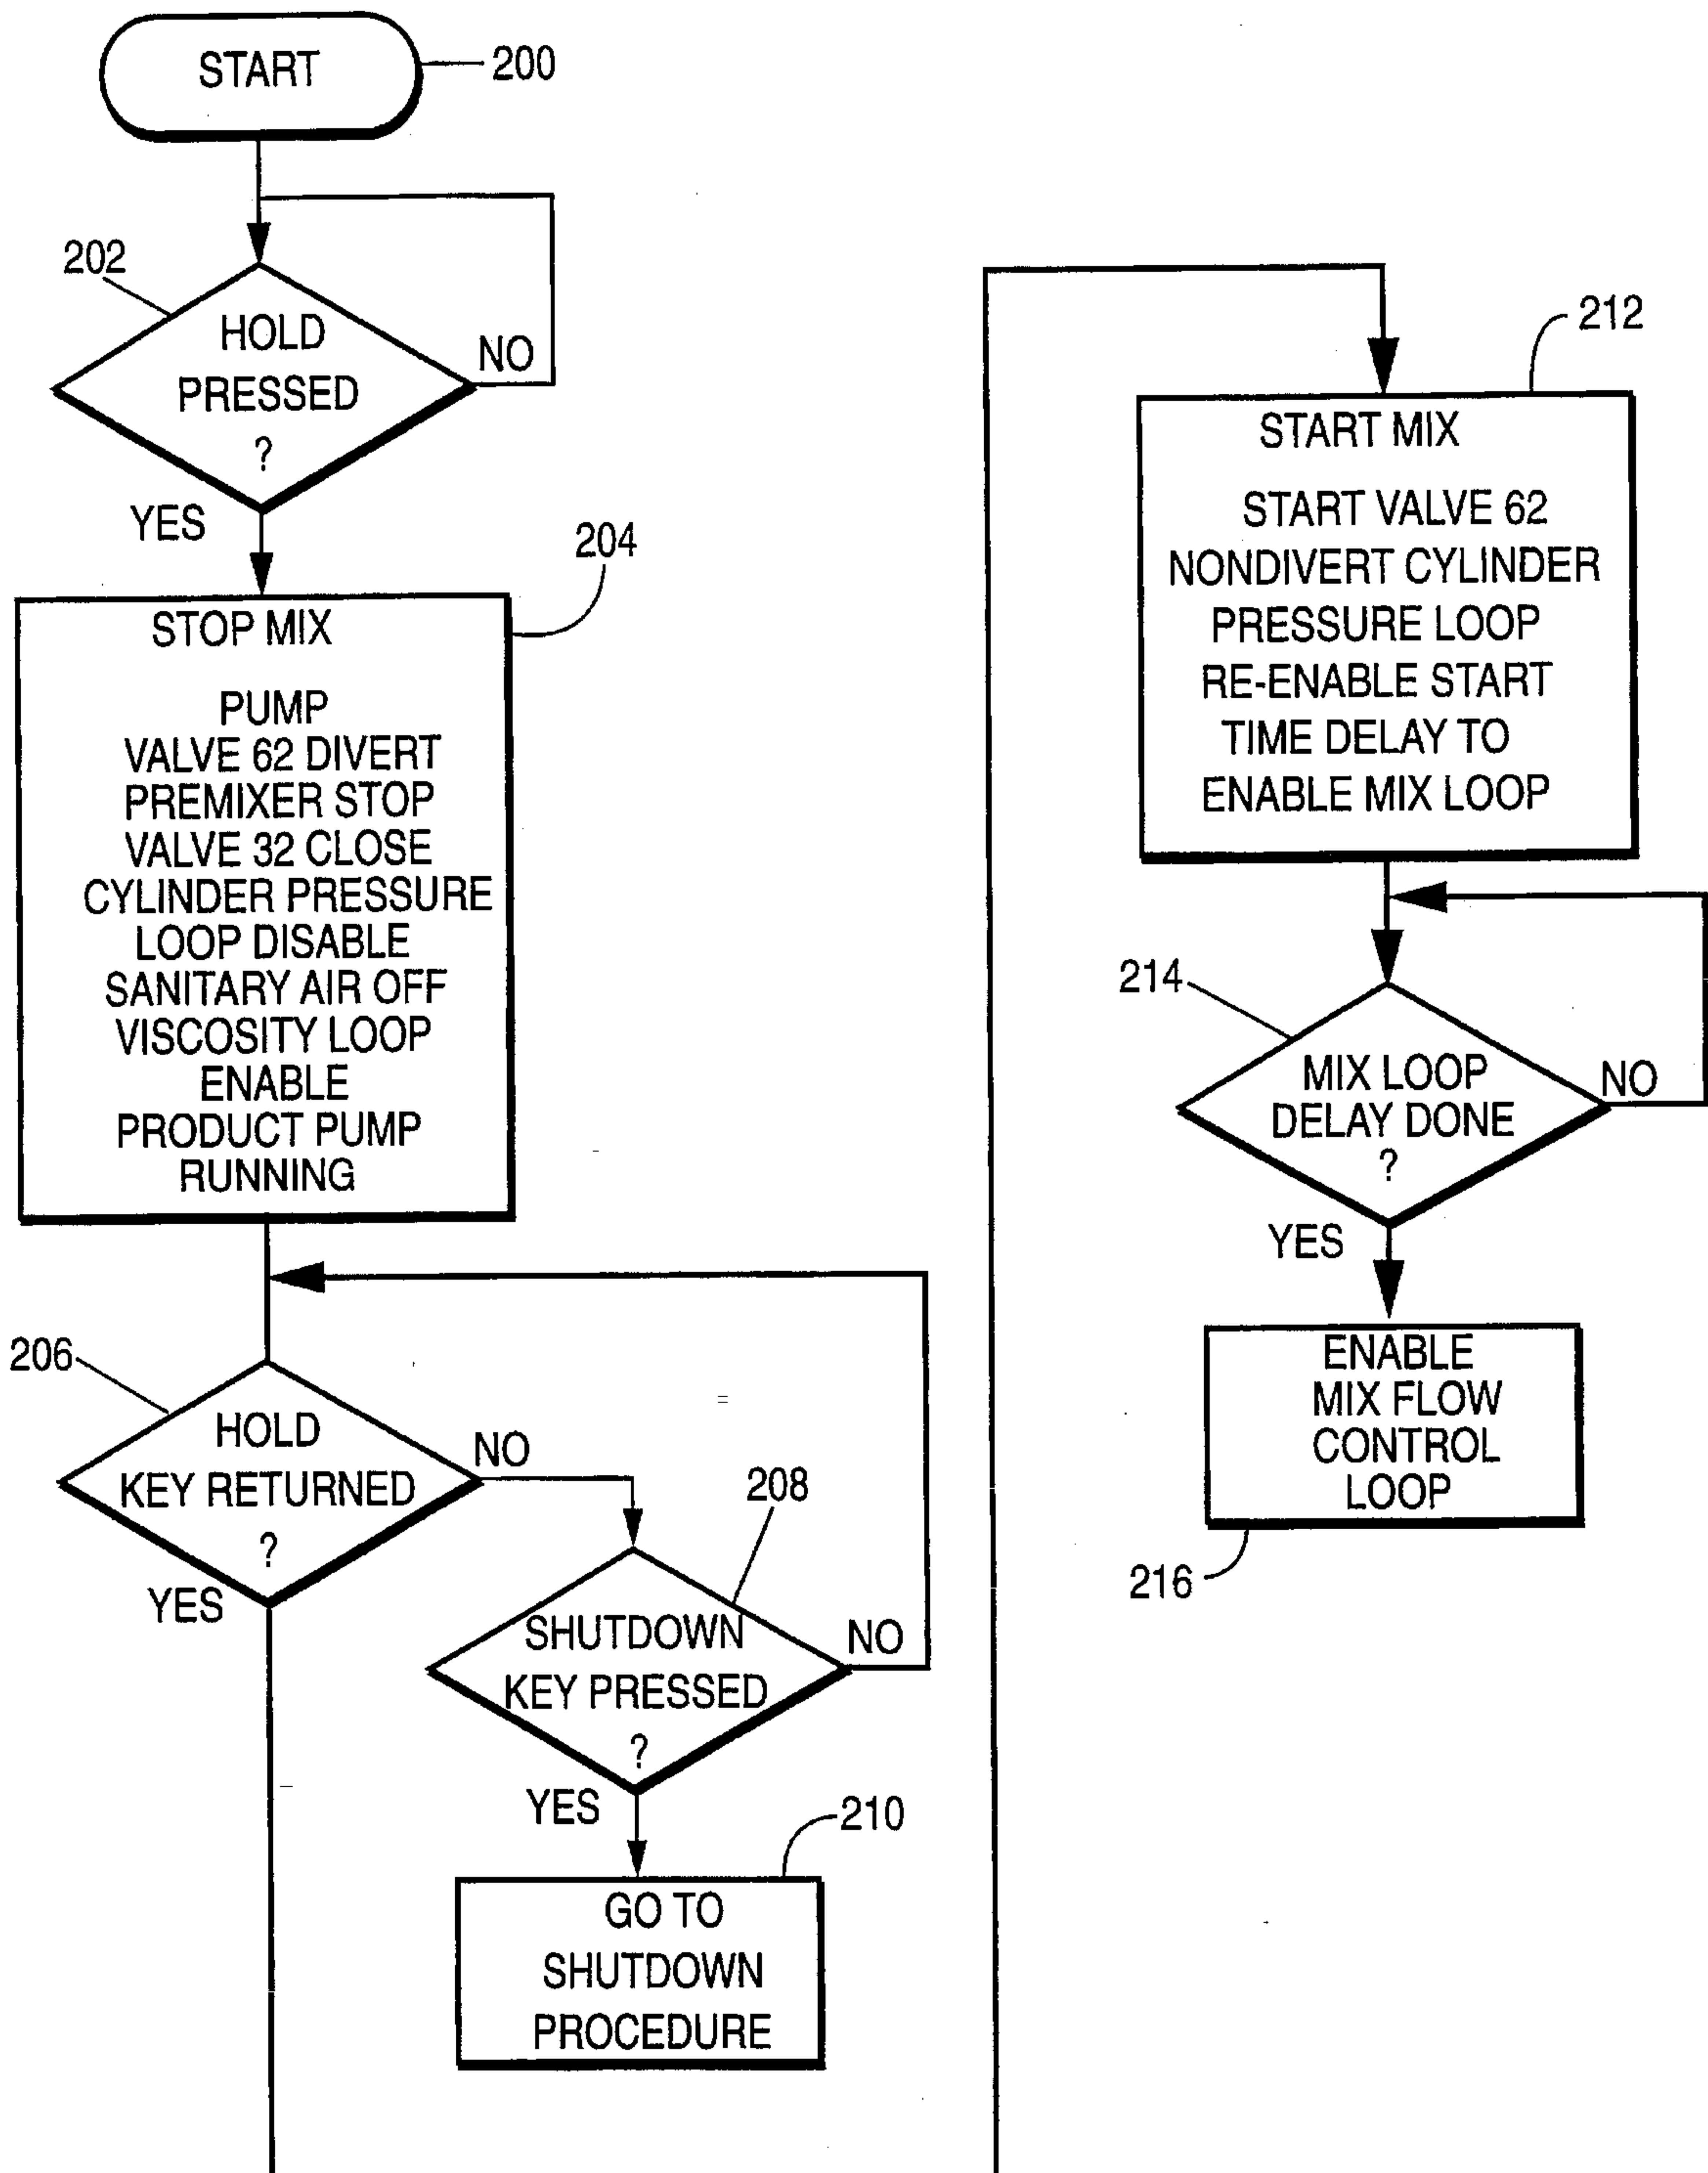 START
200
202
HOLD
PRESSED
?
NO
YES
204
STOP MIX
PUMP
VALVE 62 DIVERT
PREMIXER STOP
VALVE 32 CLOSE
CYLINDER PRESSURE
LOOP DISABLE
SANITARY AIR OFF
VISCOSITY LOOP
ENABLE
PRODUCT PUMP
RUNNING
206
HOLD
KEY RETURNED
?
NO
YES
208
SHUTDOWN
KEY PRESSED
?
NO
YES
210
GO TO
SHUTDOWN
PROCEDURE
212
START MIX
START VALVE 62
NONDIVERT CYLINDER
PRESSURE LOOP
RE-ENABLE START
TIME DELAY TO
ENABLE MIX LOOP
214
MIX LOOP
DELAY DONE
?
NO
YES
ENABLE
MIX FLOW
CONTROL
LOOP
216